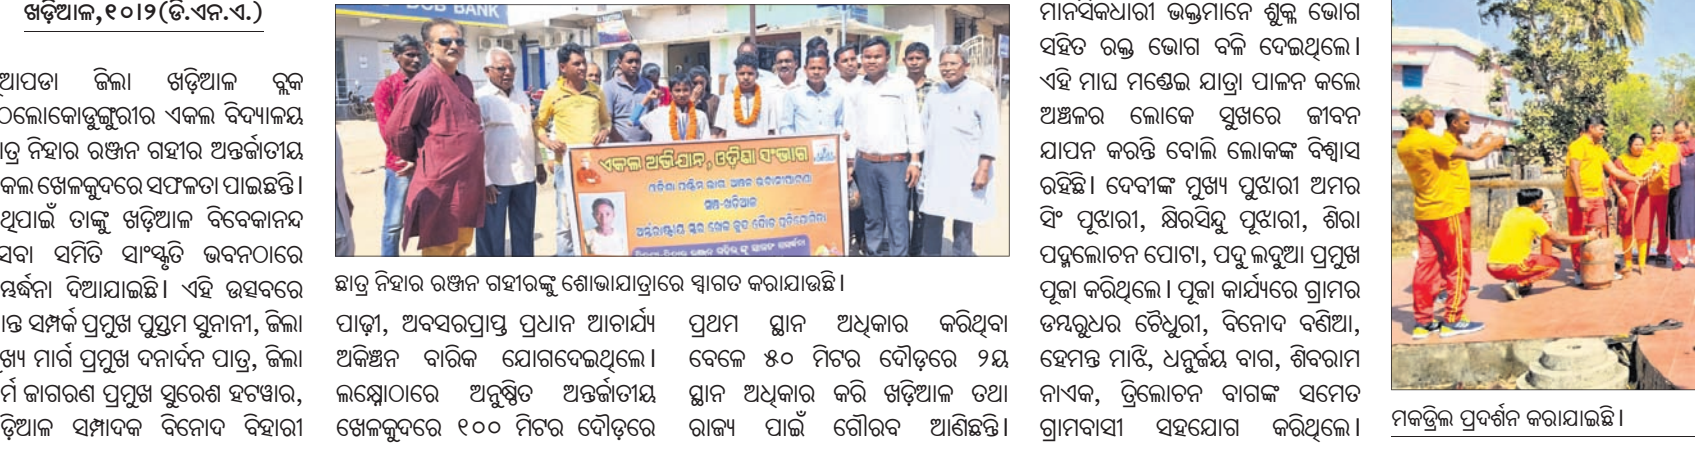 ଖଡ଼ିଆଳ,୧୦।୨(ଡି.ଏନ.ଏ.)
ଆପଡା ଜିଲା ଖଡ଼ିଆଳ ବ୍ଲକ
ଠଲୋକୋଡୁଙ୍ଗୁରୀର ଏକଲ ବିଦ୍ୟାଳୟ
ନିହାର ରଞ୍ଜନ ଗହୀର ଅନ୍ତର୍ଜାତୀୟ
କଲ ଖେଳକୁଦରେ ସଫଳତା ପାଇଛନ୍ତି।
ଥିପାଇଁ ତାଙ୍କୁ ଖଡ଼ିଆଳ ବିବେକାନନ୍ଦ
ସବା ସମିତି ସାଂସ୍କୃତି ଭବନଠାରେ
ମ୍ବର୍ଦ୍ଧନା ଦିଆଯାଇଛି। ଏହି ଉତ୍ସବରେ
ନ୍ତ ସମ୍ପର୍କ ପ୍ରମୁଖ ପୁସ୍ତମ ସୁନାନୀ, ଜିଲା
ଖ୍ୟ ମାର୍ଗ ପ୍ରମୁଖ ଦନାର୍ଦନ ପାତ୍ର, ଜିଲା
ର୍ମ ଜାଗରଣ ପ୍ରମୁଖ ସୁରେଶ ହଟୱାର,
ଡ଼ିଆଳ ସମ୍ପାଦକ ବିନୋଦ ବିହାରୀ
DCB BANK
ଏକଲ ଅଭିଯାନ, ଓଡ଼ିଶା ସଂଭାଗ
ସଞ୍ଚ-ଖଡ଼ିଆଳ
ଛାତ୍ର ନିହାର ରଞ୍ଜନ ଗହୀରଙ୍କୁ ଶୋଭାଯାତ୍ରାରେ ସ୍ୱାଗତ କରାଯାଉଛି।
ପାଢ଼ୀ, ଅବସରପ୍ରାପ୍ତ ପ୍ରଧାନ ଆଚାର୍ଯ୍ୟ
ଅକିଞ୍ଚନ ବାରିକ ଯୋଗଦେଇଥିଲେ।
ଲକ୍ଷ୍ନୋଠାରେ ଅନୁଷ୍ଠିତ ଅନ୍ତର୍ଜାତୀୟ
ଖେଳକୁଦରେ ୧୦୦ ମିଟର ଦୌଡ଼ରେ
ପ୍ରଥମ ସ୍ଥାନ ଅଧିକାର କରିଥିବା
ବେଳେ ୫୦ ମିଟର ଦୌଡ଼ରେ ୨ୟ
ସ୍ଥାନ ଅଧିକାର କରି ଖଡ଼ିଆଳ ତଥା
ରାଜ୍ୟ ପାଇଁ ଗୌରବ ଆଣିଛନ୍ତି।
ମାନସିକଧାରୀ ଭକ୍ତମାନେ ଶୁକ୍ଳ ଭୋଗ
ସହିତ ରକ୍ତ ଭୋଗ ବଳି ଦେଇଥିଲେ।
ଏହି ମାଘ ମଣ୍ଡେଇ ଯାତ୍ରା ପାଳନ କଲେ
ଅଞ୍ଚଳର ଲୋକେ ସୁଖରେ ଜୀବନ
ଯାପନ କରନ୍ତି ବୋଲି ଲୋକଙ୍କ ବିଶ୍ୱାସ
ରହିଛି। ଦେବୀଙ୍କ ମୁଖ୍ୟ ପୁଝାରୀ ଅମର
ସିଂ ପୂଝାରୀ, କ୍ଷିରସିନ୍ଧୁ ପୂଝାରୀ, ଶିରା
ପଦ୍ମଲୋଚନ ପୋଟା, ପଦୁ ଲଦୁଆ ପ୍ରମୁଖ
ପୂଜା କରିଥିଲେ। ପୂଜା କାର୍ଯ୍ୟରେ ଗ୍ରାମର
ଡମ୍ବରୁଧର ଚୌଧୁରୀ, ବିନୋଦ ବଣିଆ,
ହେମନ୍ତ ମାଝି, ଧନୁର୍ଜୟ ବାଗ, ଶିବରାମ
ନାଏକ, ତ୍ରିଲୋଚନ ବାଗଙ୍କ ସମେତ
ଗ୍ରାମବାସୀ ସହଯୋଗ କରିଥିଲେ।
ମକଡ୍ରିଲ ପ୍ରଦର୍ଶନ କରାଯାଇଛି।